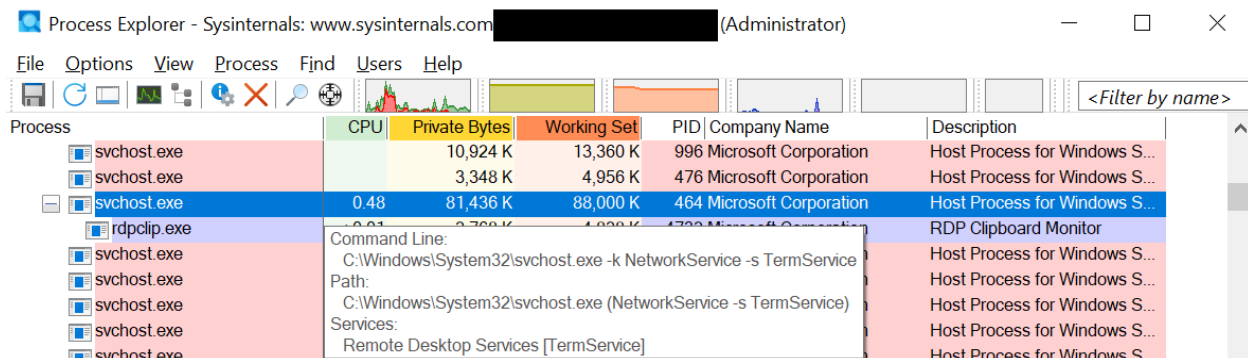 Process Explorer - Sysinternals: www.sysinternals.com (Administrator)
File Options View Process Find Users Help
<Filter by name>
Process CPU Private Bytes Working Set PID Company Name Description
svchost.exe 10,924 K 13,360 K 996 Microsoft Corporation Host Process for Windows S...
svchost.exe 3,348 K 4,956 K 476 Microsoft Corporation Host Process for Windows S...
svchost.exe 0.48 81,436 K 88,000 K 464 Microsoft Corporation Host Process for Windows S...
rdpclip.exe RDP Clipboard Monitor
Command Line:
svchost.exe Host Process for Windows S...
C:\Windows\System32\svchost.exe -k NetworkService -s TermService
Path:
svchost.exe Host Process for Windows S...
C:\Windows\System32\svchost.exe (NetworkService -s TermService)
svchost.exe Host Process for Windows S...
Services:
svchost.exe Host Process for Windows S...
Remote Desktop Services [TermService]
svchost.exe Host Process for Windows S...